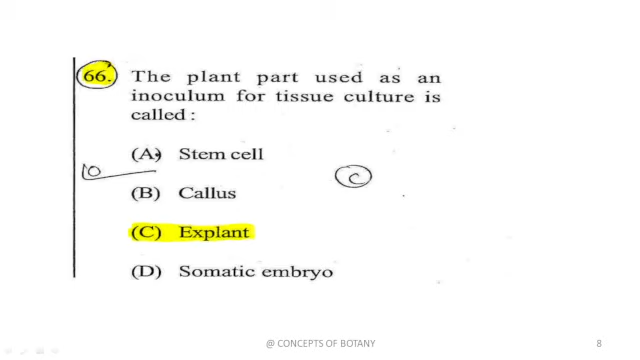 66. The plant part used as an
inoculum for tissue culture is
called :
(A) Stem cell
(B) Callus
(C) Explant
(D) Somatic embryo
C
@ CONCEPTS OF BOTANY
8